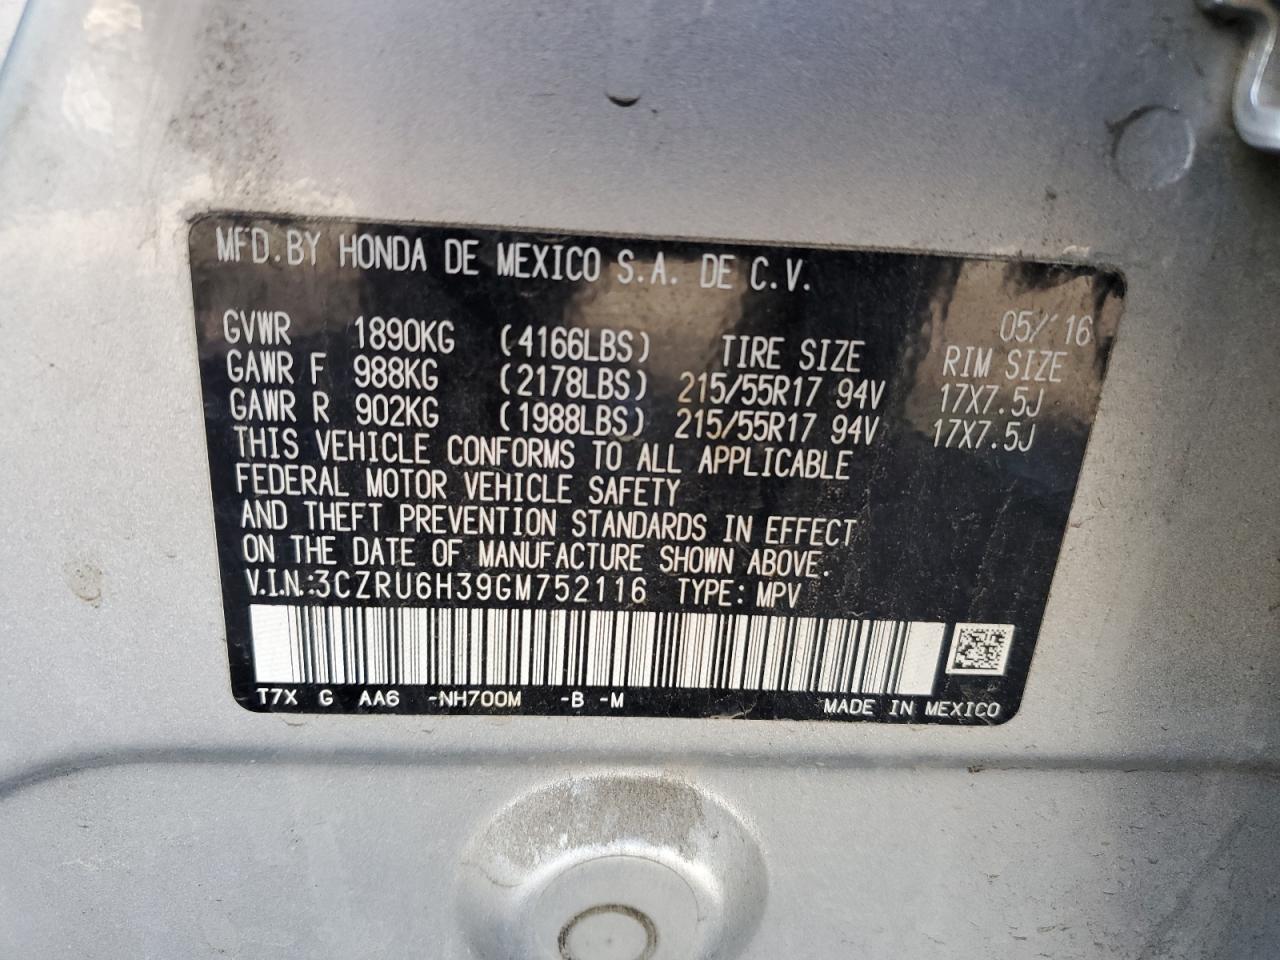 MFD.BY HONDA DE MEXICO S.A. DE C.V.
05/'16
GVWR 1890KG (4166LBS) TIRE SIZE RIM SIZE
GAWR F 988KG (2178LBS) 215/55R17 94V 17X7.5J
GAWR R 902KG (1988LBS) 215/55R17 94V 17X7.5J
THIS VEHICLE CONFORMS TO ALL APPLICABLE
FEDERAL MOTOR VEHICLE SAFETY
AND THEFT PREVENTION STANDARDS IN EFFECT
ON THE DATE OF MANUFACTURE SHOWN ABOVE.
V.I.N.:3CZRU6H39GM752116 TYPE: MPV
T7X G AA6 -NH700M -B -M MADE IN MEXICO